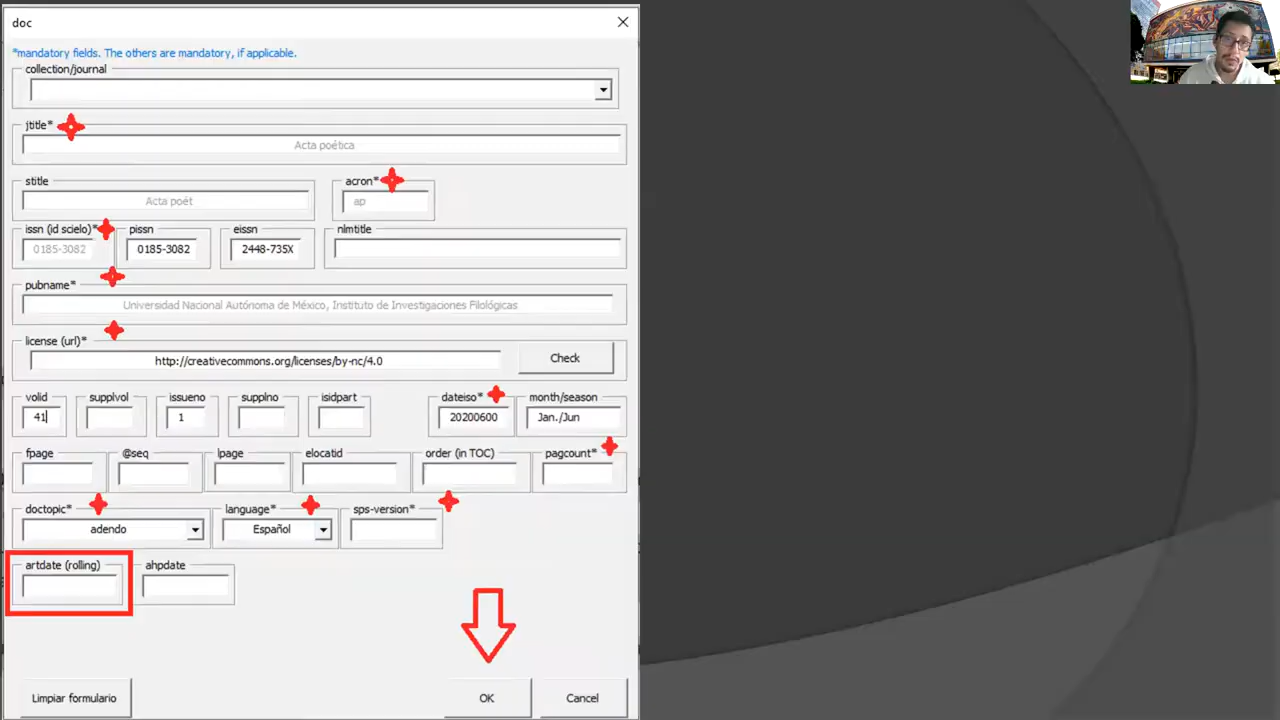 doc
*mandatory fields. The others are mandatory, if applicable.
collection/journal
jtitle*
Acta poética
stitle
acron*
Acta poét
ap
issn (id scielo)*
pissn
eissn
nlmtitle
0185-3082
0185-3082
2448-735X
pubname*
Universidad Nacional Autónoma de México, Instituto de Investigaciones Filológicas
license (url)*
http://creativecommons.org/licenses/by-nc/4.0
Check
volid
supplvol
issueno
supplno
isidpart
dateiso*
month/season
41
1
20200600
Jan./Jun
fpage
@seq
lpage
elocatid
order (in TOC)
pagcount*
doctopic*
language*
sps-version*
adendo
Español
artdate (rolling)
ahpdate
Limpiar formulario
OK
Cancel